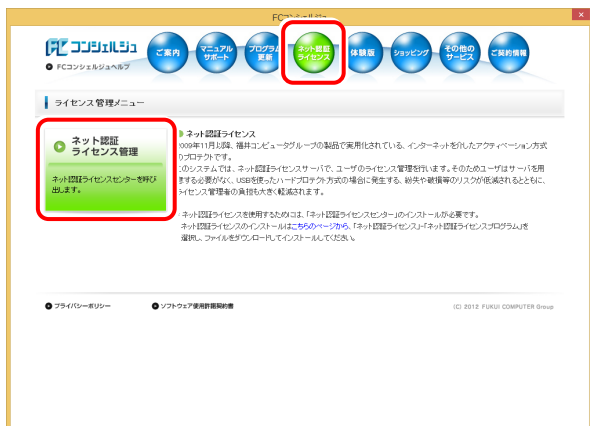 FCコンシェルジュ
FCコンシェルジュ
FCコンシェルジュヘルプ
ご案内
マニュアル
サポート
プログラム
更新
ネット認証
ライセンス
体験版
ショッピング
その他の
サービス
ご契約情報
ライセンス管理メニュー
ネット認証
ライセンス管理
ネット認証ライセンスセンターを呼び
出します。
ネット認証ライセンス
2009年11月以降、福井コンピュータグループの製品で実用化されている、インターネットを介したアクティベーション方式
のプロテクトです。
このシステムでは、ネット認証ライセンスサーバで、ユーザのライセンス管理を行います。そのためユーザはサーバを用
意する必要がなく、USBを使ったハードプロテクト方式の場合に発生する、紛失や破損等のリスクが低減されるとともに、
ライセンス管理者の負担も大きく軽減されます。
ネット認証ライセンスを使用するためには、「ネット認証ライセンスセンター」のインストールが必要です。
ネット認証ライセンスのインストールはこちらのページから、「ネット認証ライセンス」-「ネット認証ライセンスプログラム」を
選択し、ファイルをダウンロードしてインストールしてください。
プライバシーポリシー
ソフトウェア使用許諾契約書
(C) 2012 FUKUI COMPUTER Group